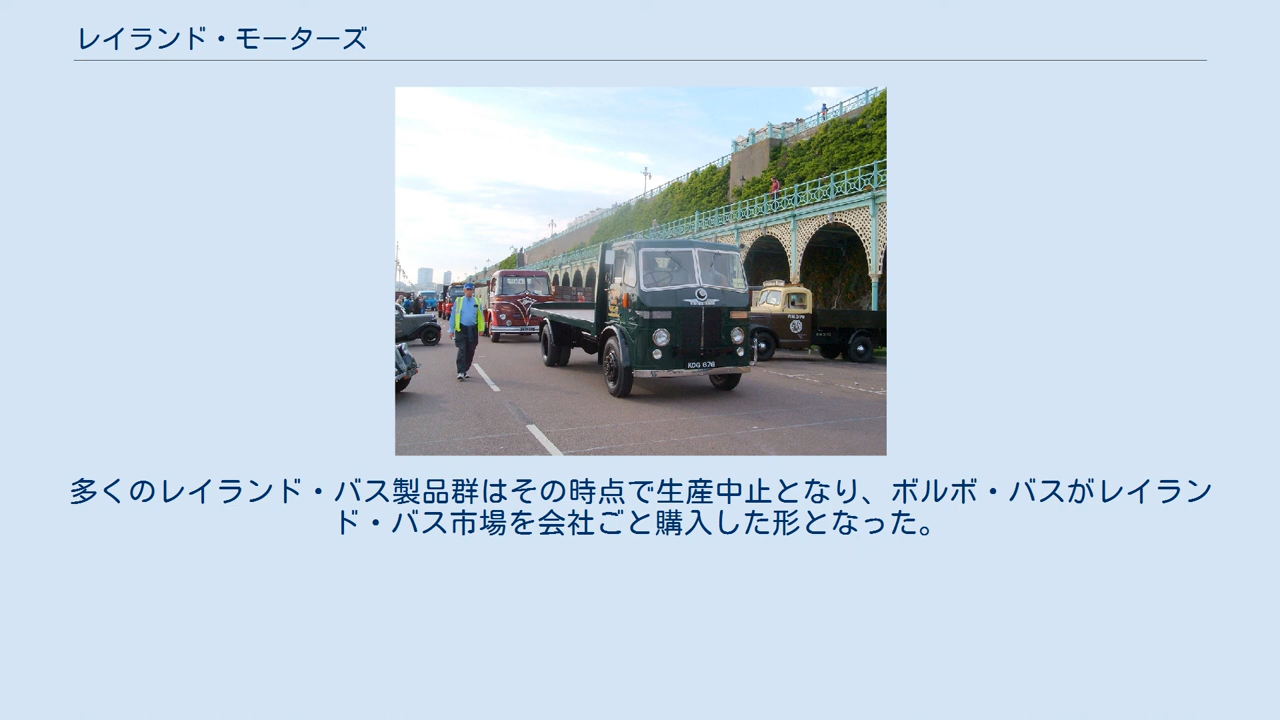 レイランド・モーターズ
KOG 676
多くのレイランド・バス製品群はその時点で生産中止となり、ボルボ・バスがレイラン
ド・バス市場を会社ごと購入した形となった。